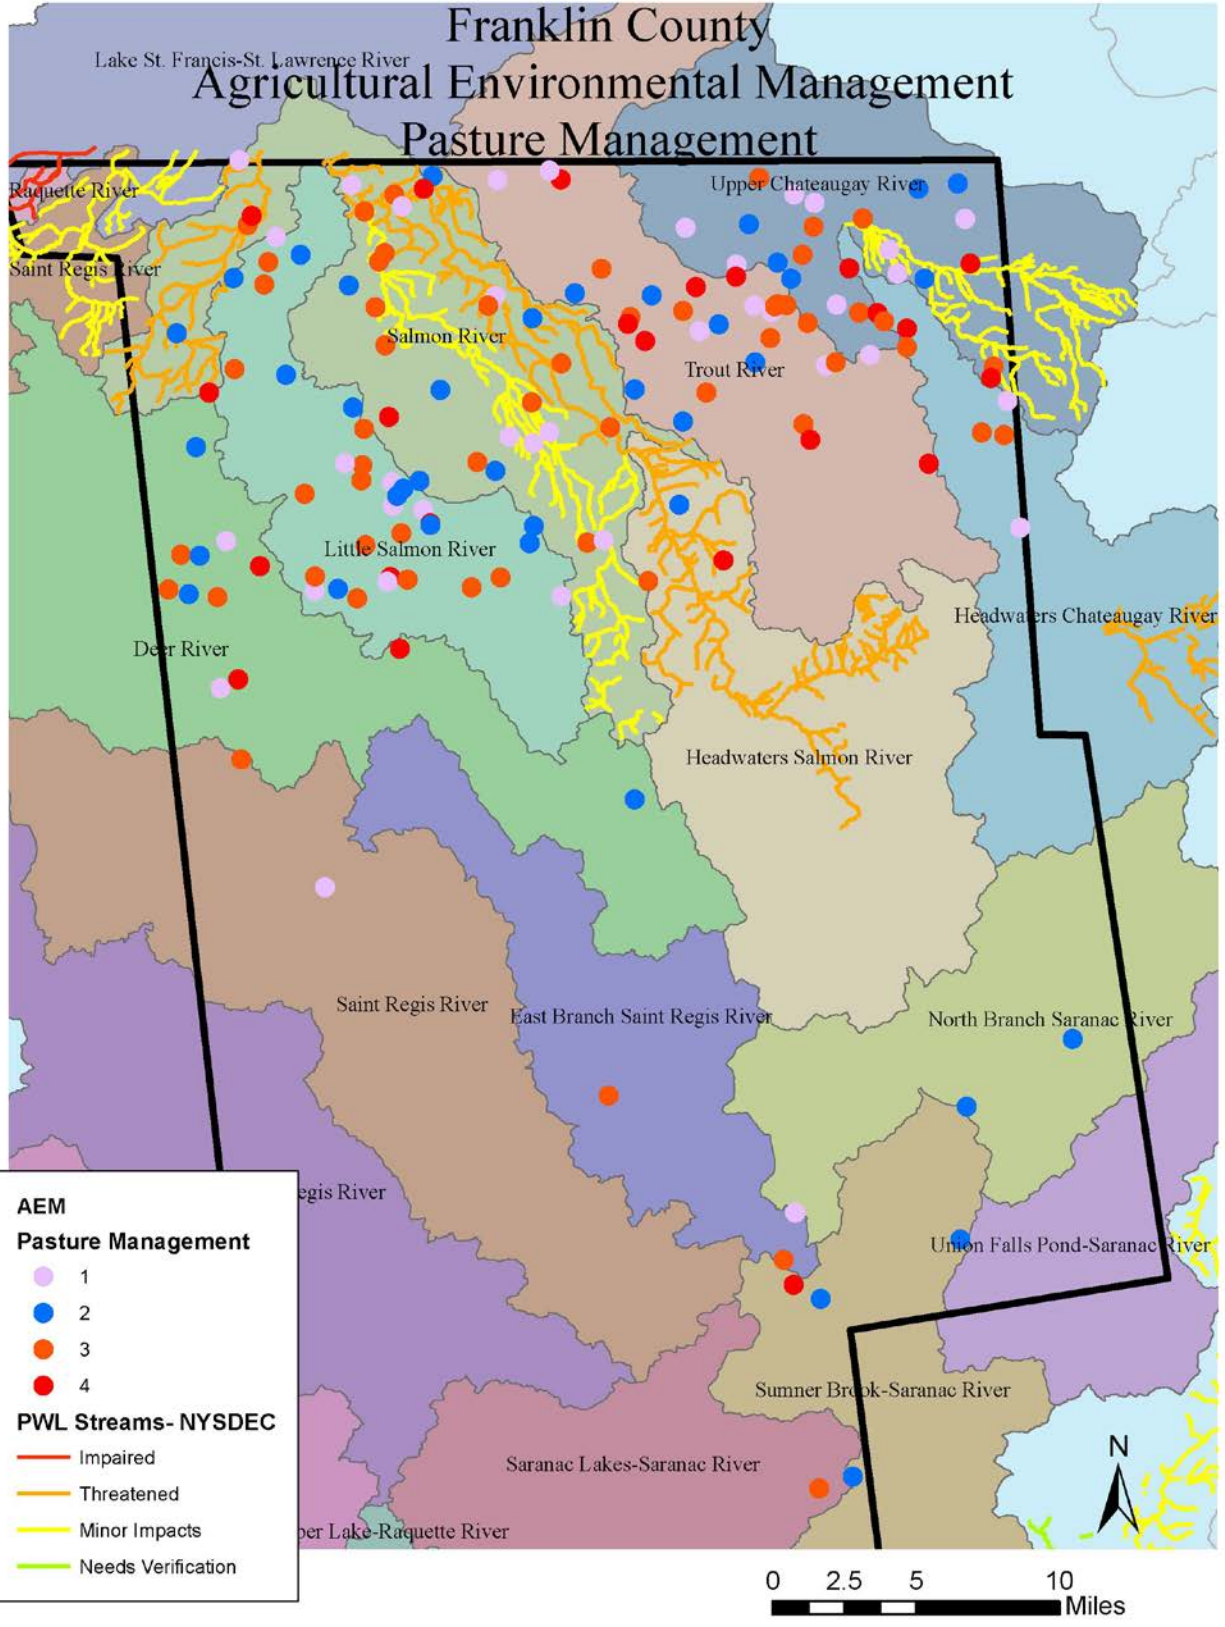 Franklin County
Lake St. Francis-St. Lawrence River
Agricultural Environmental Management
Pasture Management
Raquette River
Upper Chateaugay River
Saint Regis River
Salmon River
Trout River
Little Salmon River
Headwaters Chateaugay River
Deer River
Headwaters Salmon River
Saint Regis River
East Branch Saint Regis River
North Branch Saranac River
egis River
Union Falls Pond-Saranac River
Sumner Brook-Saranac River
Saranac Lakes-Saranac River
per Lake-Raquette River
AEM
Pasture Management
1
2
3
4
PWL Streams- NYSDEC
Impaired
Threatened
Minor Impacts
Needs Verification
N
0 2.5 5 10
Miles